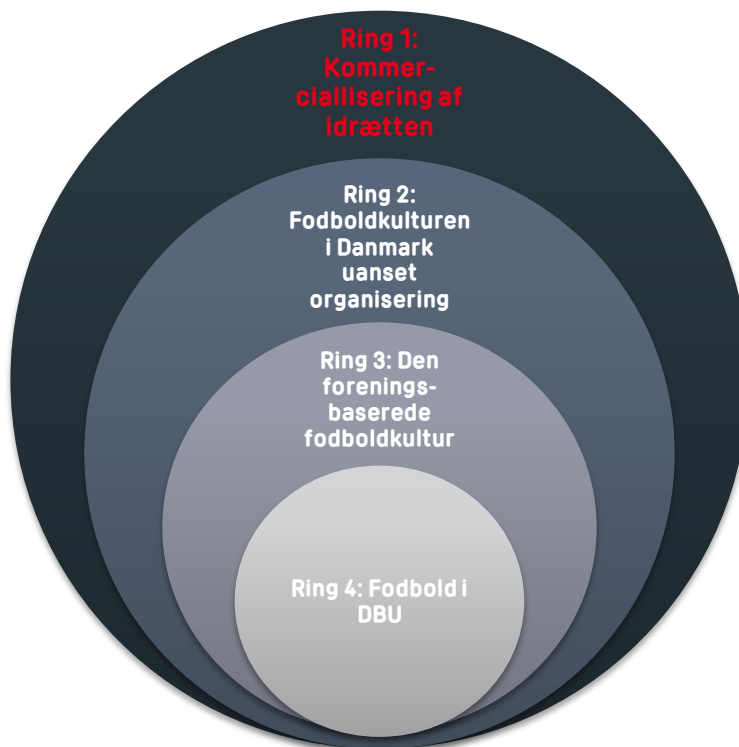 Ring 1:
Kommer-
ciallisering af
idrætten
Ring 2:
Fodboldkulturen
i Danmark
uanset
organisering
Ring 3: Den
forenings-
baserede
fodboldkultur
Ring 4: Fodbold i
DBU